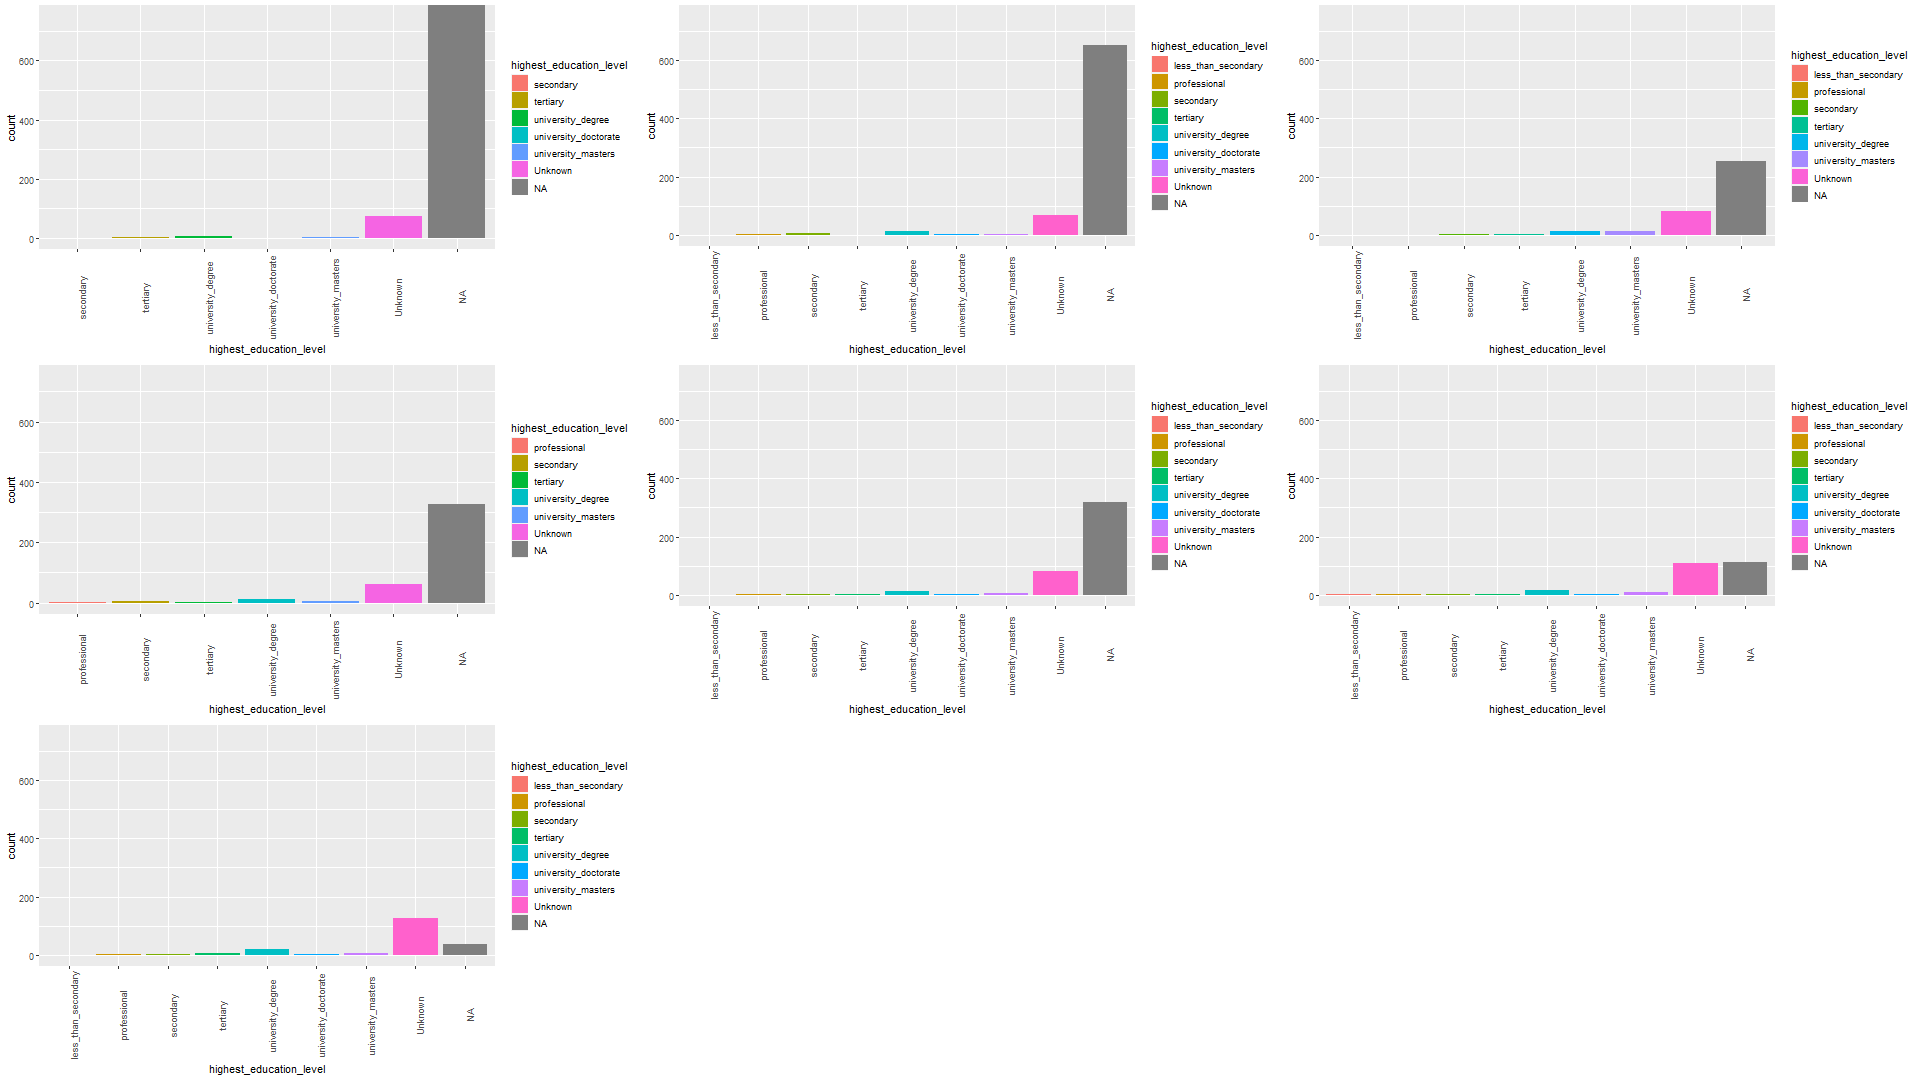 count
600
400
200
0
secondary
tertiary
university_degree
university_doctorate
university_masters
Unknown
NA
highest_education_level
highest_education_level
secondary
tertiary
university_degree
university_doctorate
university_masters
Unknown
NA
count
600
400
200
0
less_than_secondary
professional
secondary
tertiary
university_degree
university_doctorate
university_masters
Unknown
NA
highest_education_level
highest_education_level
less_than_secondary
professional
secondary
tertiary
university_degree
university_doctorate
university_masters
Unknown
NA
count
600
400
200
0
less_than_secondary
professional
secondary
tertiary
university_degree
university_masters
Unknown
NA
highest_education_level
highest_education_level
less_than_secondary
professional
secondary
tertiary
university_degree
university_masters
Unknown
NA
count
600
400
200
0
professional
secondary
tertiary
university_degree
university_masters
Unknown
NA
highest_education_level
highest_education_level
professional
secondary
tertiary
university_degree
university_masters
Unknown
NA
count
600
400
200
0
less_than_secondary
professional
secondary
tertiary
university_degree
university_doctorate
university_masters
Unknown
NA
highest_education_level
highest_education_level
less_than_secondary
professional
secondary
tertiary
university_degree
university_doctorate
university_masters
Unknown
NA
count
600
400
200
0
less_than_secondary
professional
secondary
tertiary
university_degree
university_doctorate
university_masters
Unknown
NA
highest_education_level
highest_education_level
less_than_secondary
professional
secondary
tertiary
university_degree
university_doctorate
university_masters
Unknown
NA
count
600
400
200
0
less_than_secondary
professional
secondary
tertiary
university_degree
university_doctorate
university_masters
Unknown
NA
highest_education_level
highest_education_level
less_than_secondary
professional
secondary
tertiary
university_degree
university_doctorate
university_masters
Unknown
NA